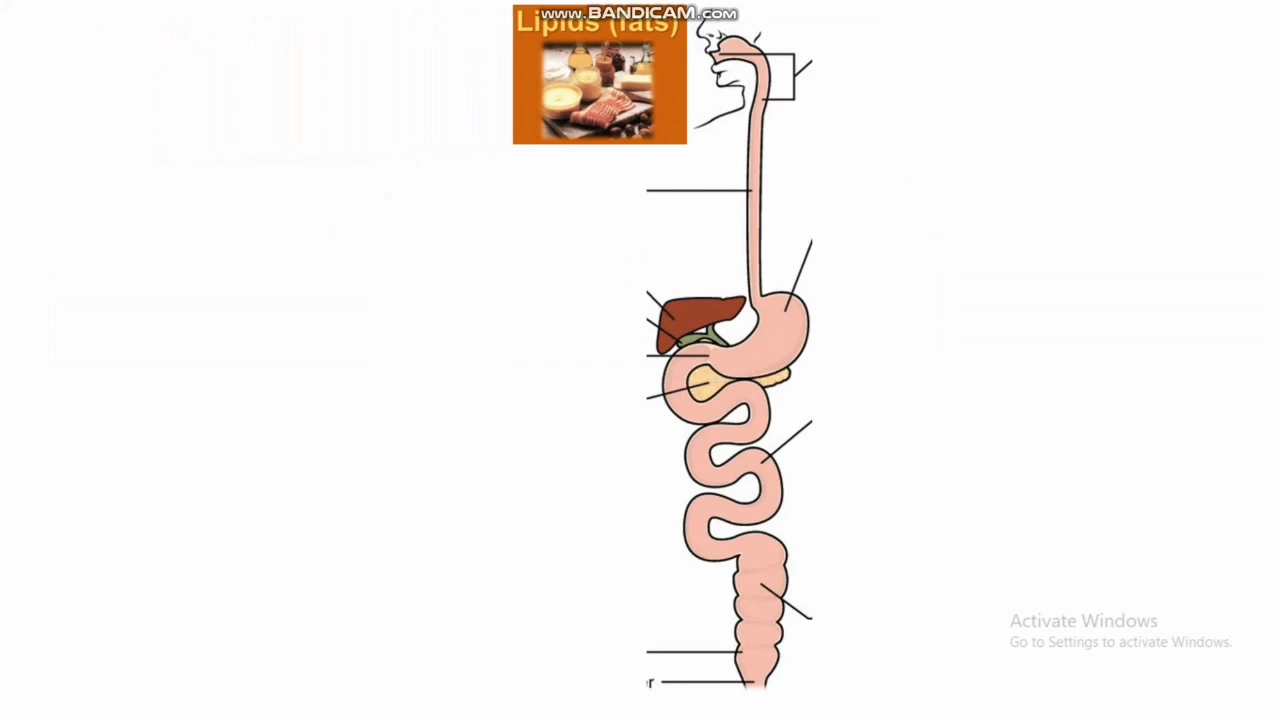 www.BANDICAM.com
Lipids (fats)
r
Activate Windows
Go to Settings to activate Windows.